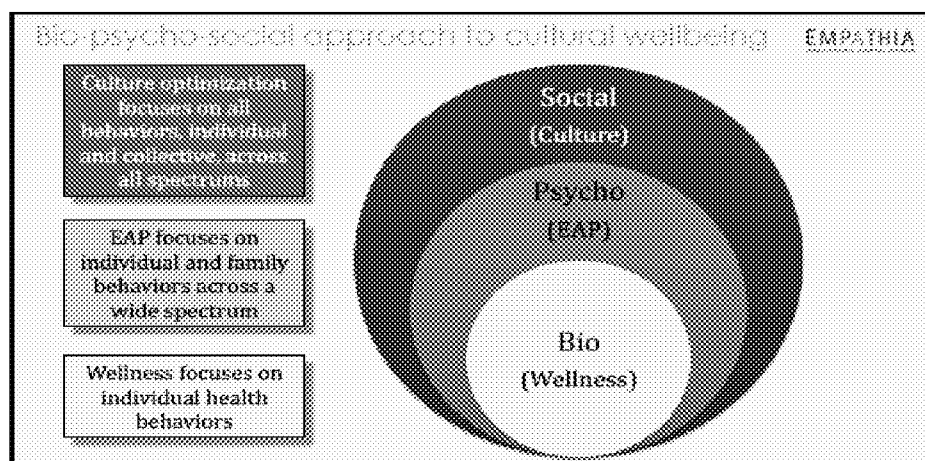 Bio-psycho-social approach to cultural wellbeing
EMPATHIA
Culture optimization
focuses on all
behaviors, individual
and collective, across
all spectrums
EAP focuses on
individual and family
behaviors across a
wide spectrum
Wellness focuses on
individual health
behaviors
Social
(Culture)
Psycho
(EAP)
Bio
(Wellness)